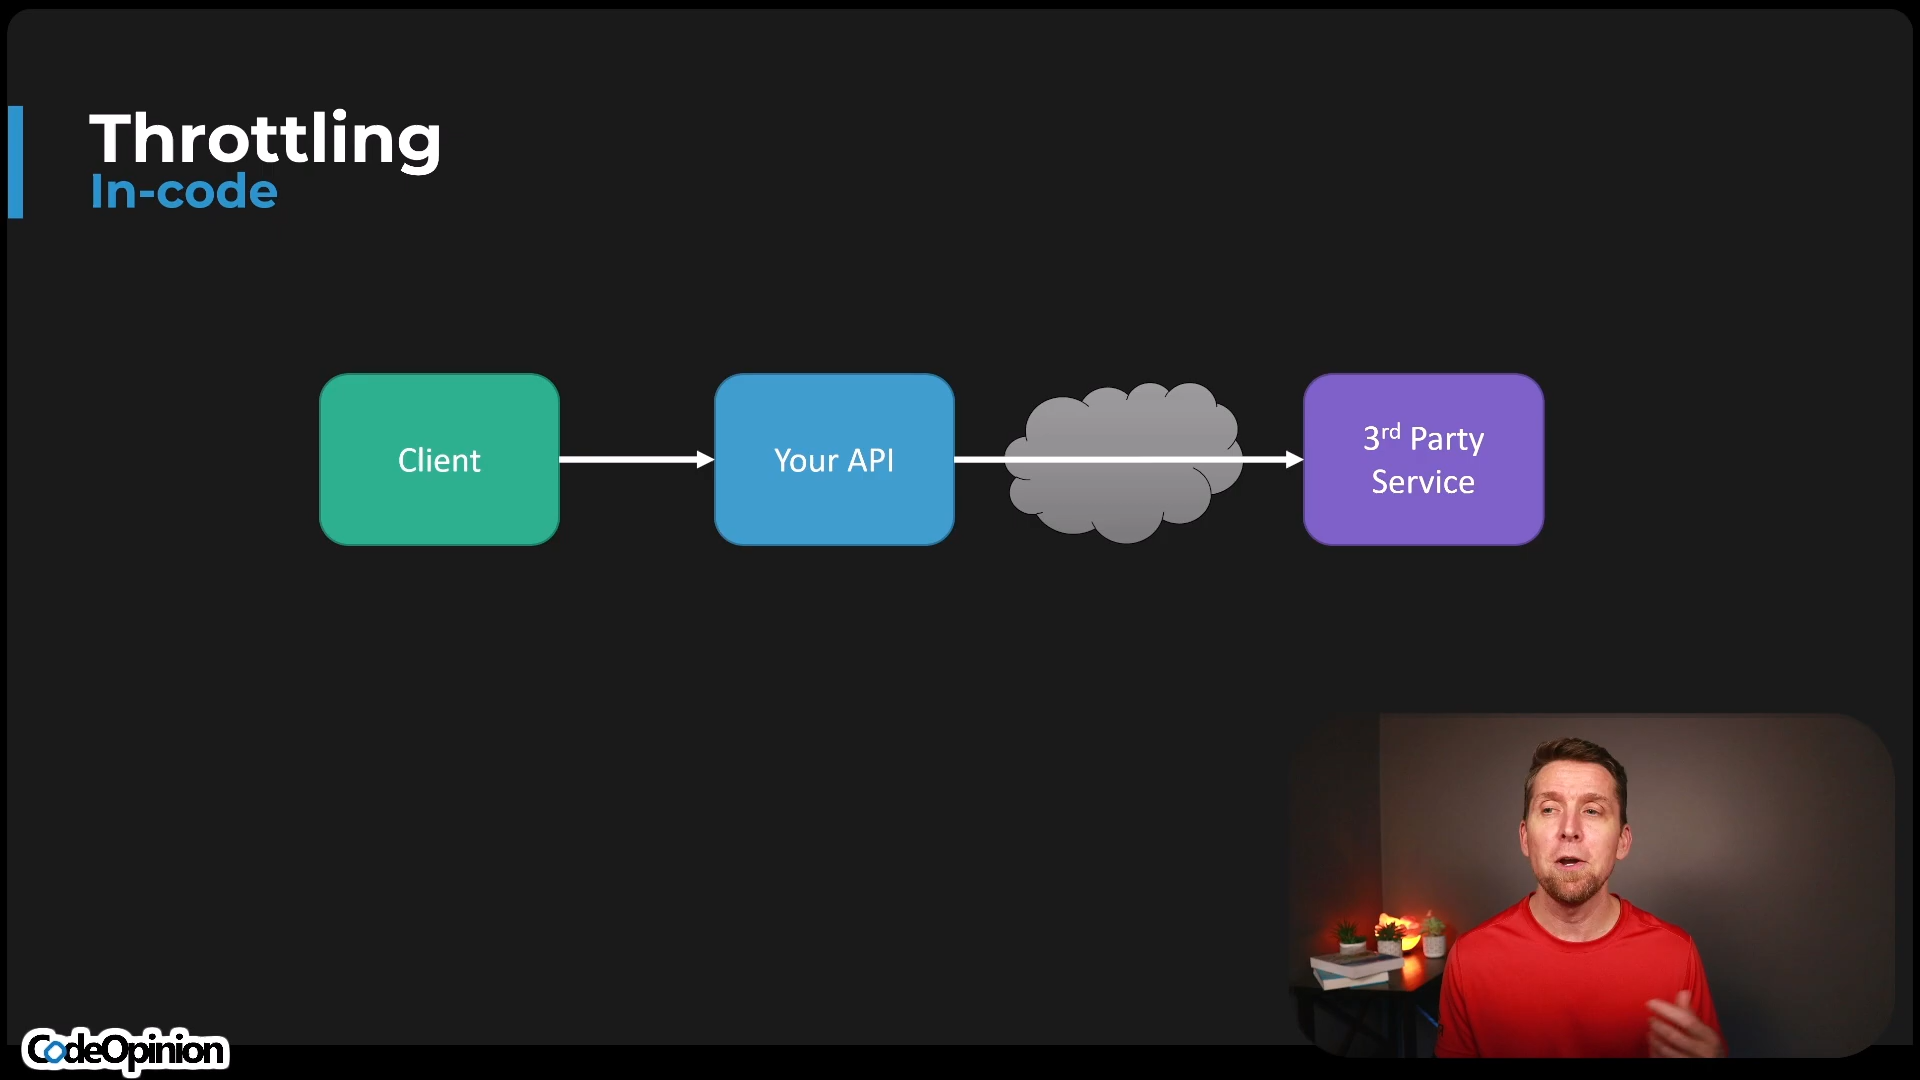 Throttling
In-code
Client
Your API
3rd Party
Service
CodeOpinion